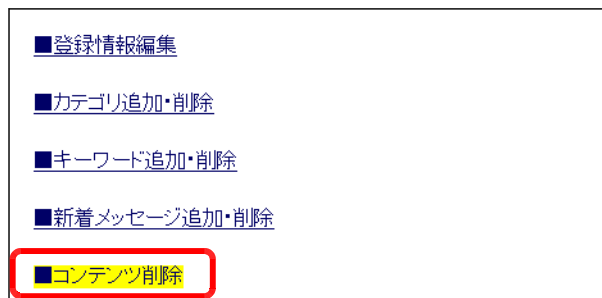 ■登録情報編集
■カテゴリ追加・削除
■キーワード追加・削除
■新着メッセージ追加・削除
■コンテンツ削除